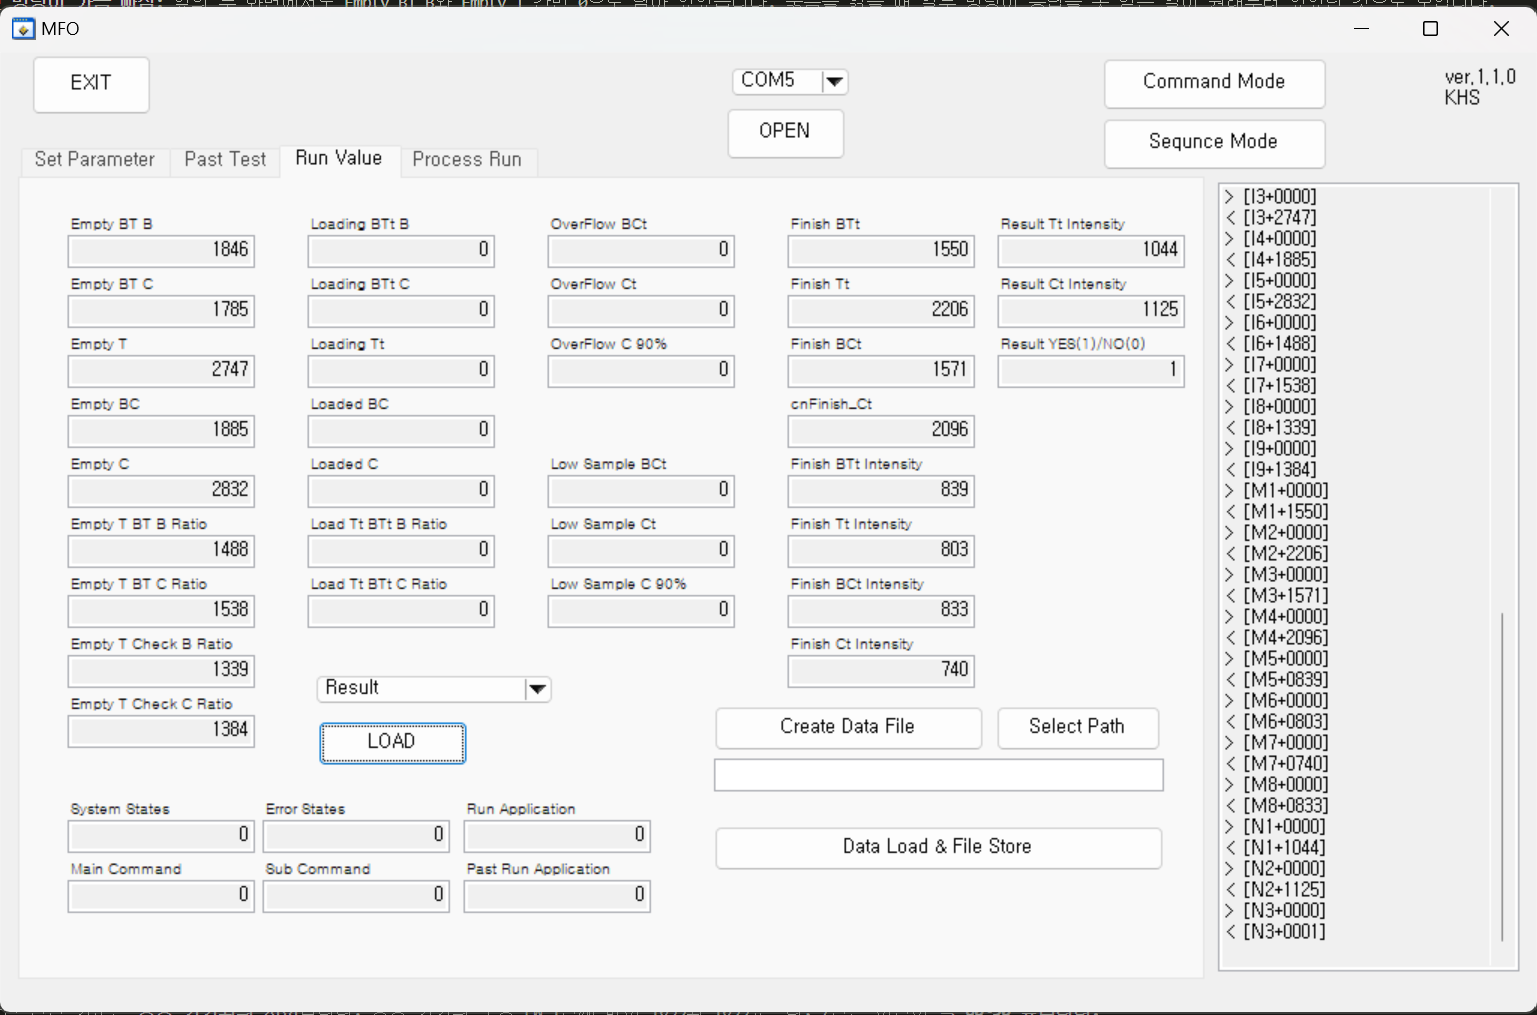 MFO
EXIT
COM5
OPEN
Command Mode
Sequnce Mode
ver,1,1,0
KHS
Set Parameter
Past Test
Run Value
Process Run
Empty BT B
1846
Empty BT C
1785
Empty T
2747
Empty BC
1885
Empty C
2832
Empty T BT B Ratio
1488
Empty T BT C Ratio
1538
Empty T Check B Ratio
1339
Empty T Check C Ratio
1384
Loading BTt B
0
Loading BTt C
0
Loading Tt
0
Loaded BC
0
Loaded C
0
Load Tt BTt B Ratio
0
Load Tt BTt C Ratio
0
Result
LOAD
OverFlow BCt
0
OverFlow Ct
0
OverFlow C 90%
0
Low Sample BCt
0
Low Sample Ct
0
Low Sample C 90%
0
Finish BTt
1550
Finish Tt
2206
Finish BCt
1571
cnFinish_Ct
2096
Finish BTt Intensity
839
Finish Tt Intensity
803
Finish BCt Intensity
833
Finish Ct Intensity
740
Result Tt Intensity
1044
Result Ct Intensity
1125
Result YES(1)/NO(0)
1
Create Data File
Select Path
Data Load & File Store
System States
0
Error States
0
Run Application
0
Main Command
0
Sub Command
0
Past Run Application
0
> [I3+0000]
< [I3+2747]
> [I4+0000]
< [I4+1885]
> [I5+0000]
< [I5+2832]
> [I6+0000]
< [I6+1488]
> [I7+0000]
< [I7+1538]
> [I8+0000]
< [I8+1339]
> [I9+0000]
< [I9+1384]
> [M1+0000]
< [M1+1550]
> [M2+0000]
< [M2+2206]
> [M3+0000]
< [M3+1571]
> [M4+0000]
< [M4+2096]
> [M5+0000]
< [M5+0839]
> [M6+0000]
< [M6+0803]
> [M7+0000]
< [M7+0740]
> [M8+0000]
< [M8+0833]
> [N1+0000]
< [N1+1044]
> [N2+0000]
< [N2+1125]
> [N3+0000]
< [N3+0001]